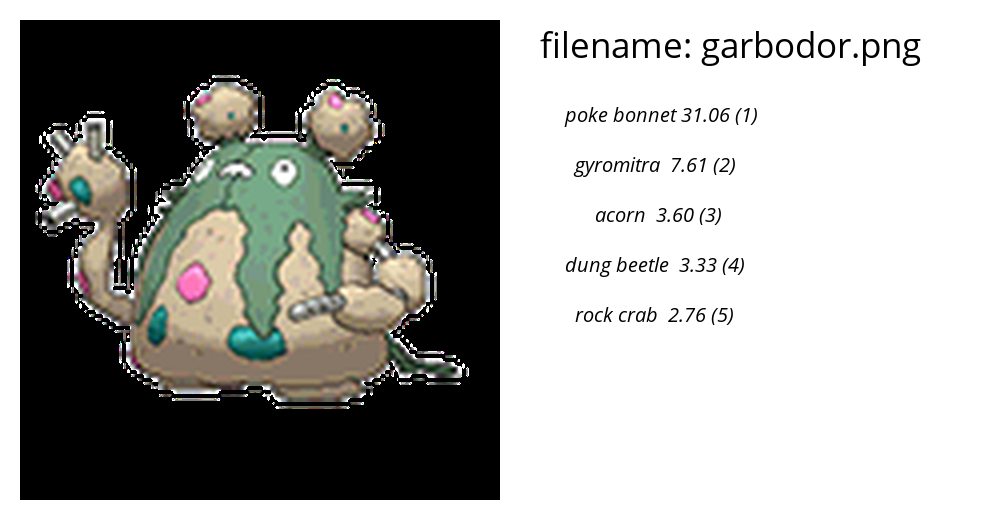 filename: garbodor.png
poke bonnet 31.06 (1)
gyromitra  7.61 (2)
acorn  3.60 (3)
dung beetle  3.33 (4)
rock crab  2.76 (5)